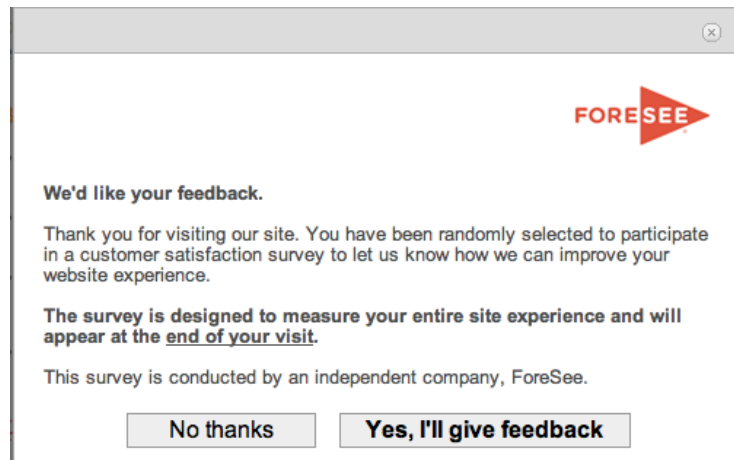 FORESEE
We'd like your feedback.
Thank you for visiting our site. You have been randomly selected to participate
in a customer satisfaction survey to let us know how we can improve your
website experience.
The survey is designed to measure your entire site experience and will
appear at the end of your visit.
This survey is conducted by an independent company, ForeSee.
No thanks
Yes, I'll give feedback